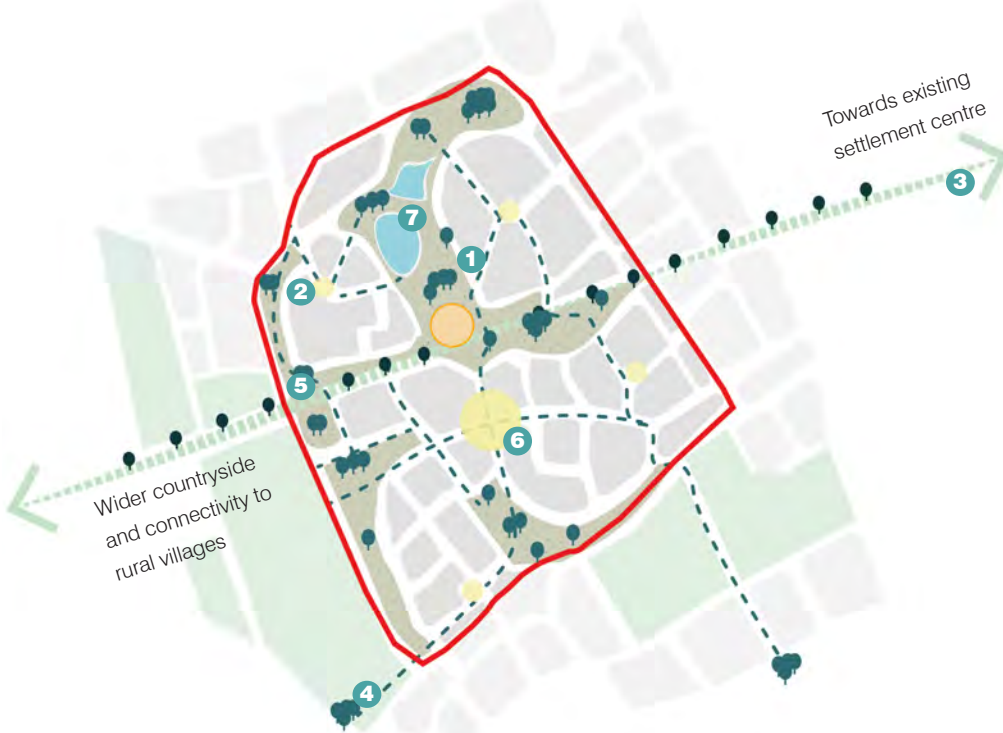 Towards existing
settlement centre
3
7
1
2
5
6
Wider countryside
and connectivity to
rural villages
4